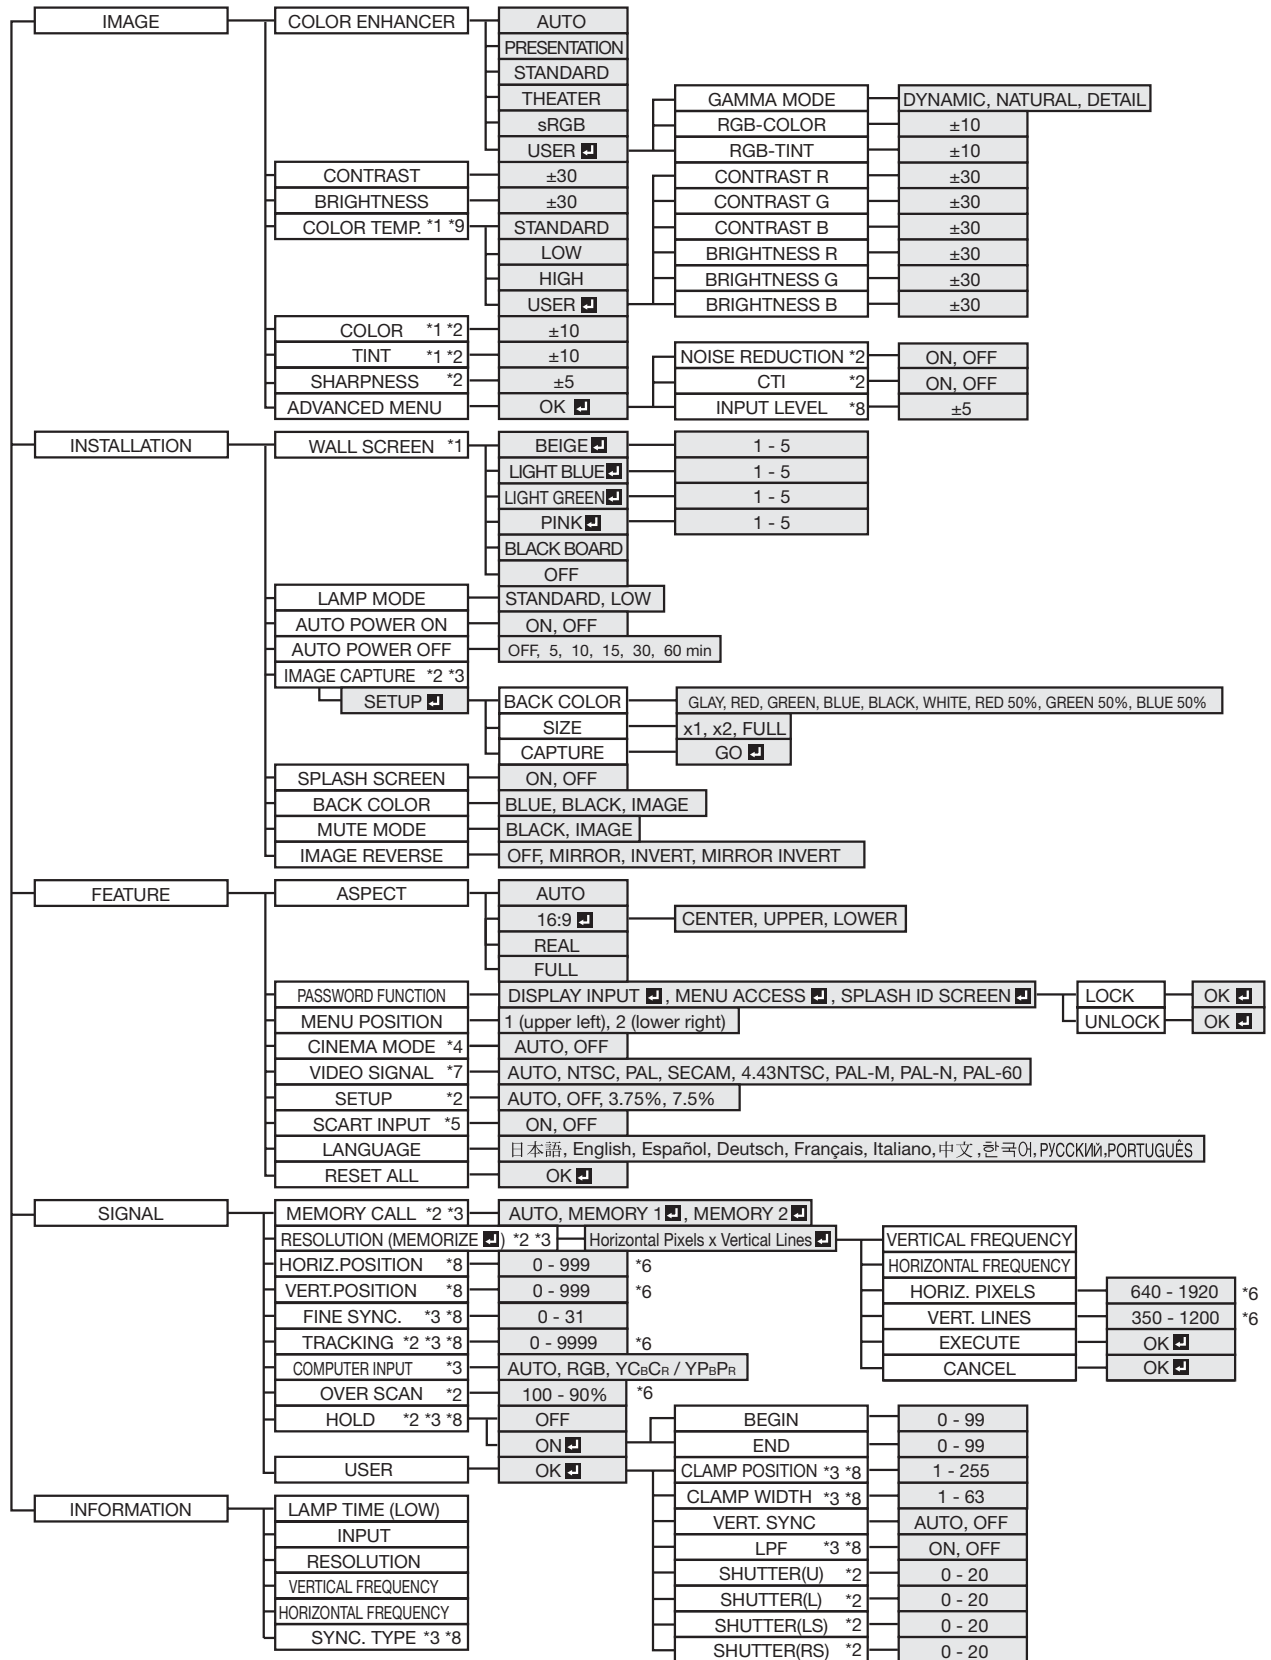 IMAGE COLOR ENHANCER AUTO
PRESENTATION
STANDARD
THEATER GAMMA MODE DYNAMIC, NATURAL, DETAIL
sRGB RGB-COLOR ±10
USER RGB-TINT ±10
CONTRAST ±30 CONTRAST R ±30
BRIGHTNESS ±30 CONTRAST G ±30
COLOR TEMP. *1 *9 STANDARD CONTRAST B ±30
LOW BRIGHTNESS R ±30
HIGH BRIGHTNESS G ±30
USER BRIGHTNESS B ±30
COLOR *1 *2 ±10
TINT *1 *2 ±10 NOISE REDUCTION *2 ON, OFF
SHARPNESS *2 ±5 CTI *2 ON, OFF
ADVANCED MENU OK INPUT LEVEL *8 ±5
INSTALLATION WALL SCREEN *1 BEIGE 1 - 5
LIGHT BLUE 1 - 5
LIGHT GREEN 1 - 5
PINK 1 - 5
BLACK BOARD
OFF
LAMP MODE STANDARD, LOW
AUTO POWER ON ON, OFF
AUTO POWER OFF OFF, 5, 10, 15, 30, 60 min
IMAGE CAPTURE *2 *3
SETUP BACK COLOR GLAY, RED, GREEN, BLUE, BLACK, WHITE, RED 50%, GREEN 50%, BLUE 50%
SIZE x1, x2, FULL
CAPTURE GO
SPLASH SCREEN ON, OFF
BACK COLOR BLUE, BLACK, IMAGE
MUTE MODE BLACK, IMAGE
IMAGE REVERSE OFF, MIRROR, INVERT, MIRROR INVERT
FEATURE ASPECT AUTO
16:9 CENTER, UPPER, LOWER
REAL
FULL
PASSWORD FUNCTION DISPLAY INPUT , MENU ACCESS , SPLASH ID SCREEN LOCK OK
MENU POSITION 1 (upper left), 2 (lower right) UNLOCK OK
CINEMA MODE *4 AUTO, OFF
VIDEO SIGNAL *7 AUTO, NTSC, PAL, SECAM, 4.43NTSC, PAL-M, PAL-N, PAL-60
SETUP *2 AUTO, OFF, 3.75%, 7.5%
SCART INPUT *5 ON, OFF
LANGUAGE 日本語, English, Español, Deutsch, Français, Italiano, 中文 ,한국어, РУССКИЙ,PORTUGUÊS
RESET ALL OK
SIGNAL MEMORY CALL *2 *3 AUTO, MEMORY 1 , MEMORY 2
RESOLUTION (MEMORIZE ) *2 *3 Horizontal Pixels x Vertical Lines VERTICAL FREQUENCY
HORIZ.POSITION *8 0 - 999 *6 HORIZONTAL FREQUENCY
VERT.POSITION *8 0 - 999 *6 HORIZ. PIXELS 640 - 1920 *6
FINE SYNC. *3 *8 0 - 31 VERT. LINES 350 - 1200 *6
TRACKING *2 *3 *8 0 - 9999 *6 EXECUTE OK
COMPUTER INPUT *3 AUTO, RGB, YCBCR / YPBPR CANCEL OK
OVER SCAN *2 100 - 90% *6
HOLD *2 *3 *8 OFF BEGIN 0 - 99
ON END 0 - 99
USER OK CLAMP POSITION *3 *8 1 - 255
CLAMP WIDTH *3 *8 1 - 63
INFORMATION LAMP TIME (LOW) VERT. SYNC AUTO, OFF
INPUT LPF *3 *8 ON, OFF
RESOLUTION SHUTTER(U) *2 0 - 20
VERTICAL FREQUENCY SHUTTER(L) *2 0 - 20
HORIZONTAL FREQUENCY SHUTTER(LS) *2 0 - 20
SYNC. TYPE *3 *8 SHUTTER(RS) *2 0 - 20